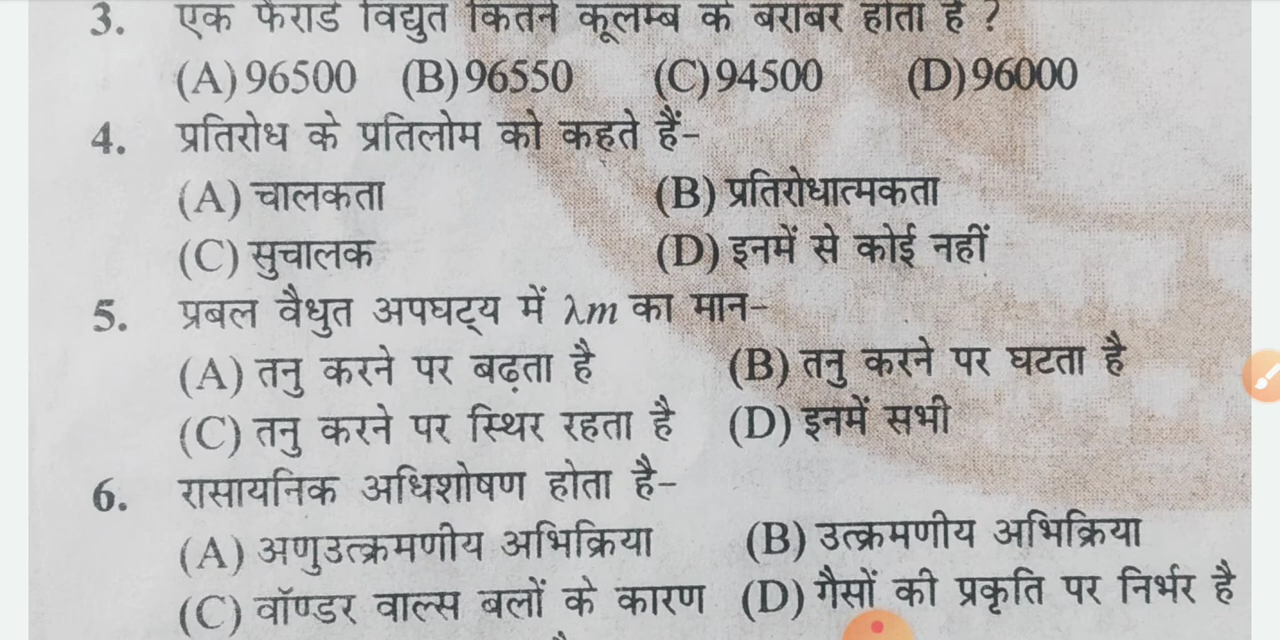 3. एक फैराडे विद्युत कितने कूलम्ब के बराबर होता है ?
(A) 96500 (B) 96550 (C) 94500 (D) 96000
4. प्रतिरोध के प्रतिलोम को कहते हैं-
(A) चालकता (B) प्रतिरोधात्मकता
(C) सुचालक (D) इनमें से कोई नहीं
5. प्रबल वैधुत अपघट्य में λm का मान-
(A) तनु करने पर बढ़ता है (B) तनु करने पर घटता है
(C) तनु करने पर स्थिर रहता है (D) इनमें सभी
6. रासायनिक अधिशोषण होता है-
(A) अणुउत्क्रमणीय अभिक्रिया (B) उत्क्रमणीय अभिक्रिया
(C) वॉण्डर वाल्स बलों के कारण (D) गैसों की प्रकृति पर निर्भर है